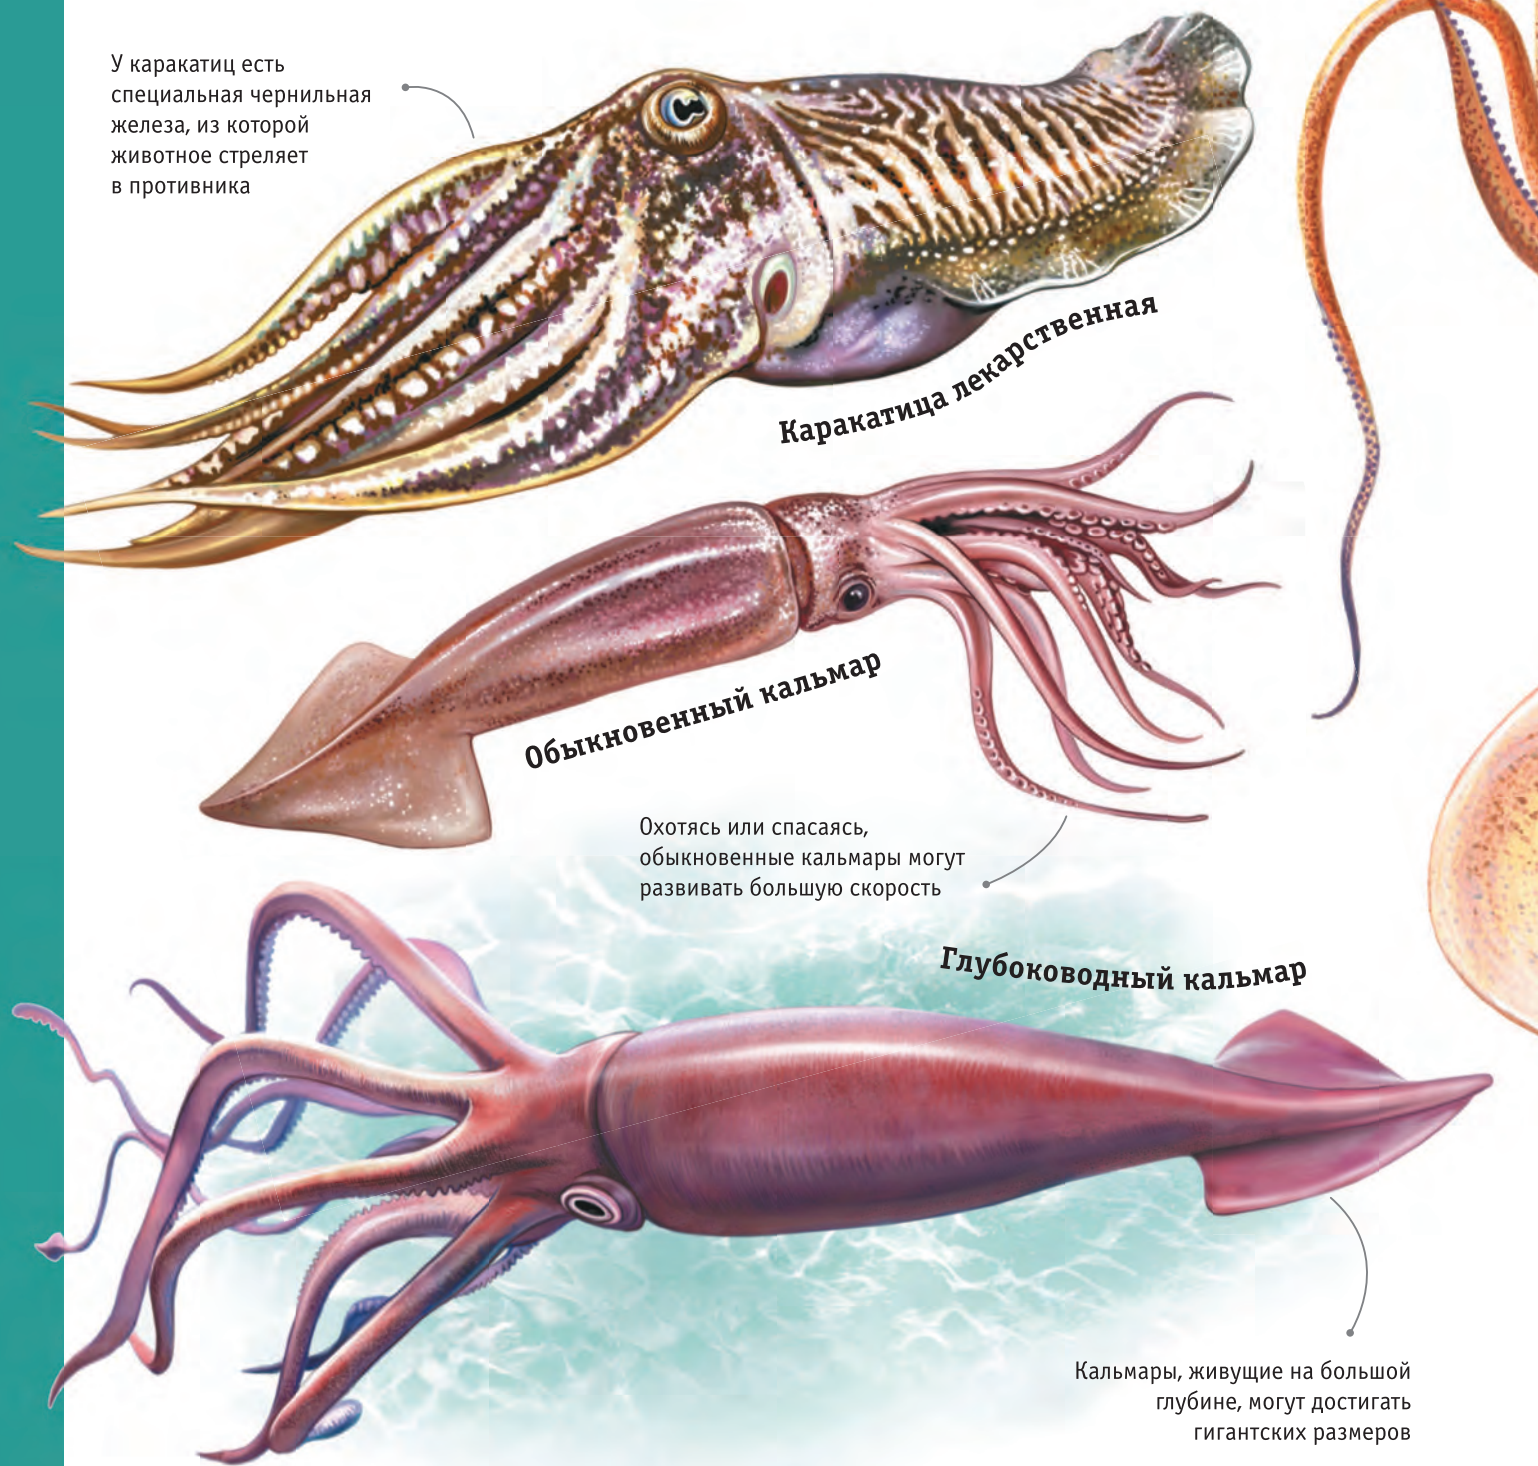 У каракатиц есть
специальная чернильная
железа, из которой
животное стреляет
в противника
Каракатица лекарственная
Обыкновенный кальмар
Охотясь или спасаясь,
обыкновенные кальмары могут
развивать большую скорость
Глубоководный кальмар
Кальмары, живущие на большой
глубине, могут достигать
гигантских размеров